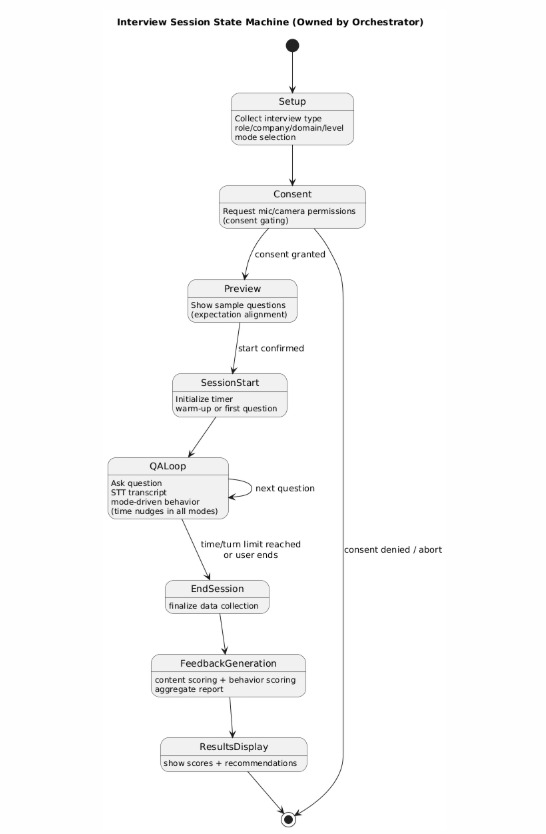 Interview Session State Machine (Owned by Orchestrator)
Setup
Collect interview type
role/company/domain/level
mode selection
Consent
Request mic/camera permissions
(consent gating)
consent granted
Preview
Show sample questions
(expectation alignment)
start confirmed
SessionStart
Initialize timer
warm-up or first question
QALoop
Ask question
STT transcript
mode-driven behavior
(time nudges in all modes)
next question
time/turn limit reached
or user ends
consent denied / abort
EndSession
finalize data collection
FeedbackGeneration
content scoring + behavior scoring
aggregate report
ResultsDisplay
show scores + recommendations